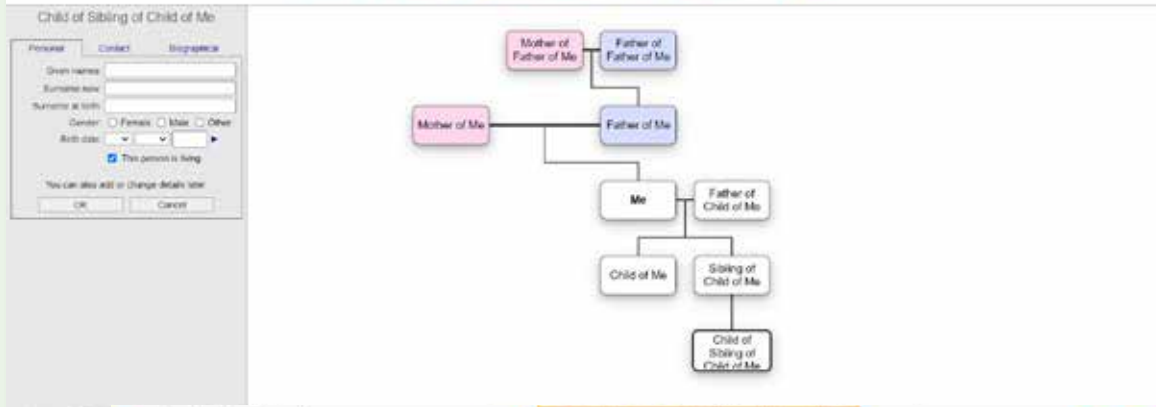 Child of Sibling of Child of Me
Personal Contact Biographical
Given names:
Surname now:
Surname at birth:
Gender: Female Male Other
Birth date:
This person is living
You can also add or change details later
OK Cancel
Mother of
Father of Me
Father of
Father of Me
Mother of Me
Father of Me
Me
Father of
Child of Me
Child of Me
Sibling of
Child of Me
Child of
Sibling of
Child of Me